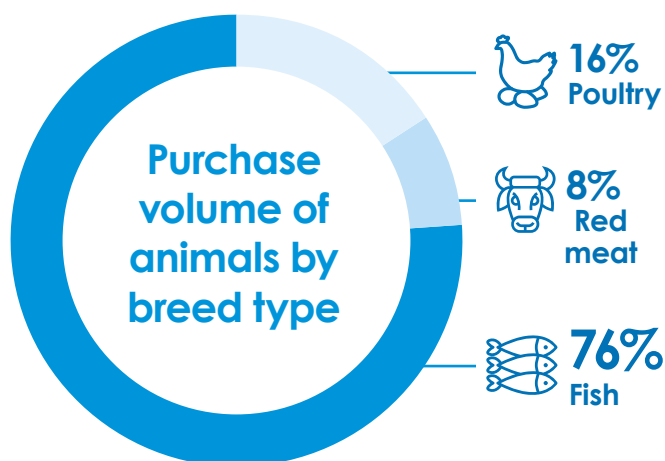 Purchase
volume of
animals by
breed type
16%
Poultry
8%
Red
meat
76%
Fish